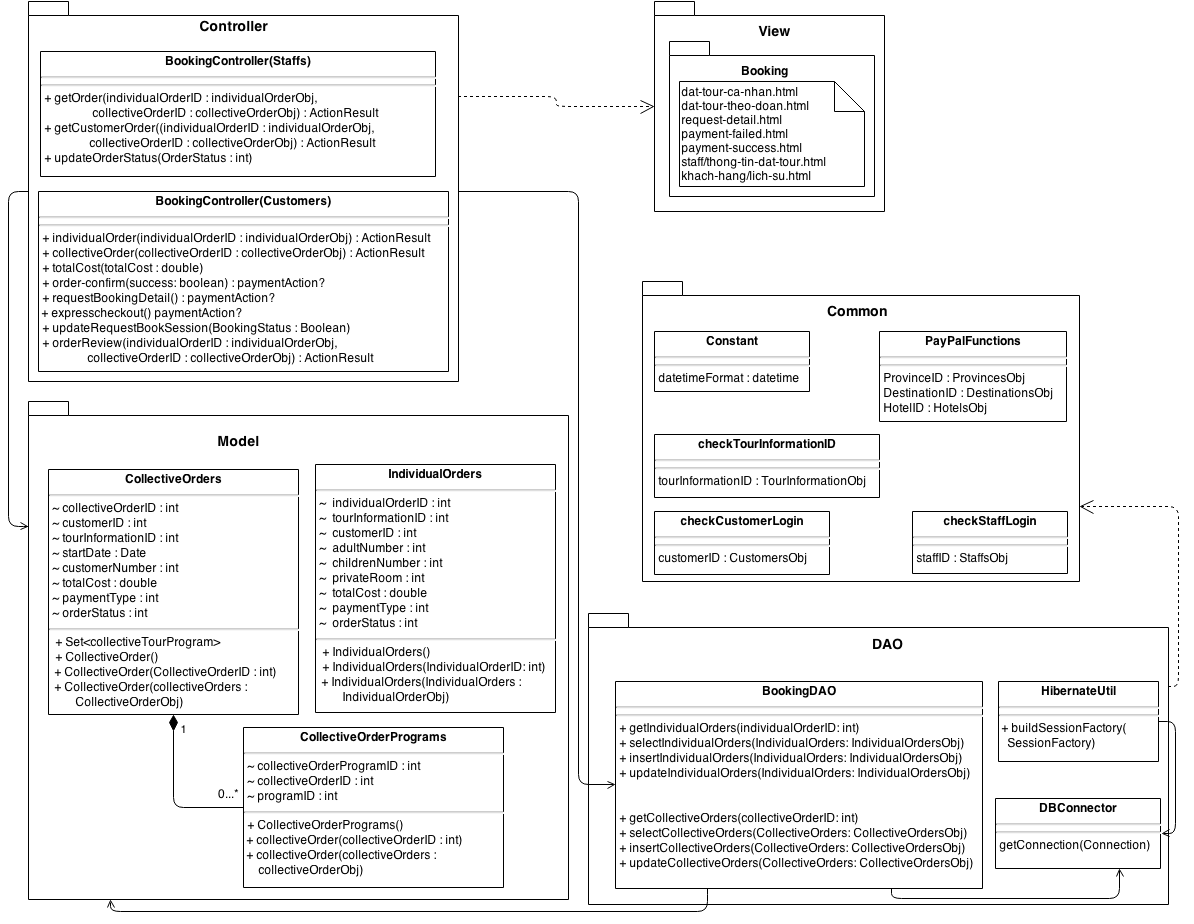 Controller
BookingController(Staffs)
+ getOrder(individualOrderID : individualOrderObj,
collectiveOrderID : collectiveOrderObj) : ActionResult
+ getCustomerOrder((individualOrderID : individualOrderObj,
collectiveOrderID : collectiveOrderObj) : ActionResult
+ updateOrderStatus(OrderStatus : int)
BookingController(Customers)
+ individualOrder(individualOrderID : individualOrderObj) : ActionResult
+ collectiveOrder(collectiveOrderID : collectiveOrderObj) : ActionResult
+ totalCost(totalCost : double)
+ order-confirm(success: boolean) : paymentAction?
+ requestBookingDetail() : paymentAction?
+ expresscheckout() paymentAction?
+ updateRequestBookSession(BookingStatus : Boolean)
+ orderReview(individualOrderID : individualOrderObj,
collectiveOrderID : collectiveOrderObj) : ActionResult
View
Booking
dat-tour-ca-nhan.html
dat-tour-theo-doan.html
request-detail.html
payment-failed.html
payment-success.html
staff/thong-tin-dat-tour.html
khach-hang/lich-su.html
Common
Constant
datetimeFormat : datetime
PayPalFunctions
ProvinceID : ProvincesObj
DestinationID : DestinationsObj
HotelID : HotelsObj
checkTourInformationID
tourInformationID : TourInformationObj
checkCustomerLogin
customerID : CustomersObj
checkStaffLogin
staffID : StaffsObj
Model
CollectiveOrders
~ collectiveOrderID : int
~ customerID : int
~ tourInformationID : int
~ startDate : Date
~ customerNumber : int
~ totalCost : double
~ paymentType : int
~ orderStatus : int
+ Set<collectiveTourProgram>
+ CollectiveOrder()
+ CollectiveOrder(CollectiveOrderID : int)
+ CollectiveOrder(collectiveOrders :
CollectiveOrderObj)
IndividualOrders
~ individualOrderID : int
~ tourInformationID : int
~ customerID : int
~ adultNumber : int
~ childrenNumber : int
~ privateRoom : int
~ totalCost : double
~ paymentType : int
~ orderStatus : int
+ IndividualOrders()
+ IndividualOrders(IndividualOrderID: int)
+ IndividualOrders(IndividualOrders :
IndividualOrderObj)
1
0...*
CollectiveOrderPrograms
~ collectiveOrderProgramID : int
~ collectiveOrderID : int
~ programID : int
+ CollectiveOrderPrograms()
+ collectiveOrder(collectiveOrderID : int)
+ collectiveOrder(collectiveOrders :
collectiveOrderObj)
DAO
BookingDAO
+ getIndividualOrders(individualOrderID: int)
+ selectIndividualOrders(IndividualOrders: IndividualOrdersObj)
+ insertIndividualOrders(IndividualOrders: IndividualOrdersObj)
+ updateIndividualOrders(IndividualOrders: IndividualOrdersObj)
+ getCollectiveOrders(collectiveOrderID: int)
+ selectCollectiveOrders(CollectiveOrders: CollectiveOrdersObj)
+ insertCollectiveOrders(CollectiveOrders: CollectiveOrdersObj)
+ updateCollectiveOrders(CollectiveOrders: CollectiveOrdersObj)
HibernateUtil
+ buildSessionFactory(
SessionFactory)
DBConnector
getConnection(Connection)